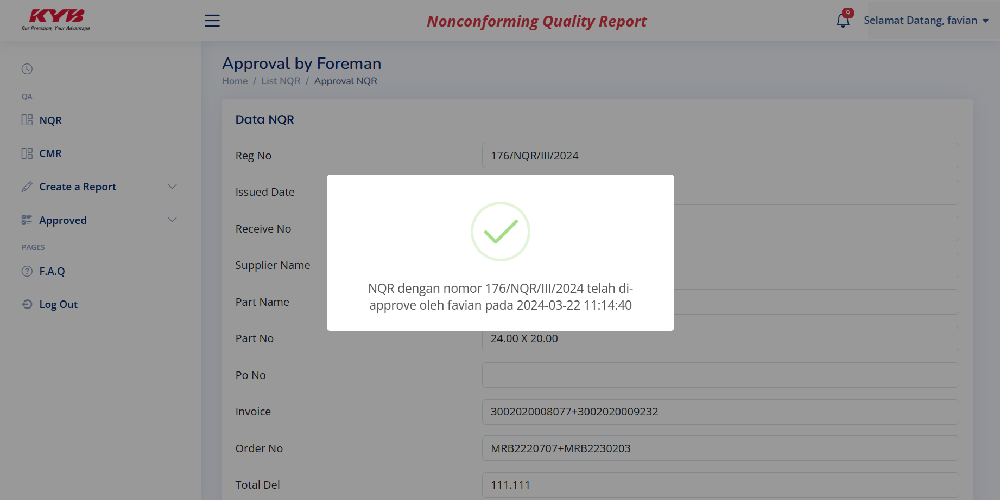 KYB
Our Precision, Your Advantage
Nonconforming Quality Report
9
Selamat Datang, favian
QA
NQR
CMR
Create a Report
Approved
PAGES
F.A.Q
Log Out
Approval by Foreman
Home / List NQR / Approval NQR
Data NQR
Reg No
176/NQR/III/2024
Issued Date
Receive No
Supplier Name
Part Name
NQR dengan nomor 176/NQR/III/2024 telah di-
approve oleh favian pada 2024-03-22 11:14:40
Part No
24.00 X 20.00
Po No
Invoice
3002020008077+3002020009232
Order No
MRB2220707+MRB2230203
Total Del
111.111